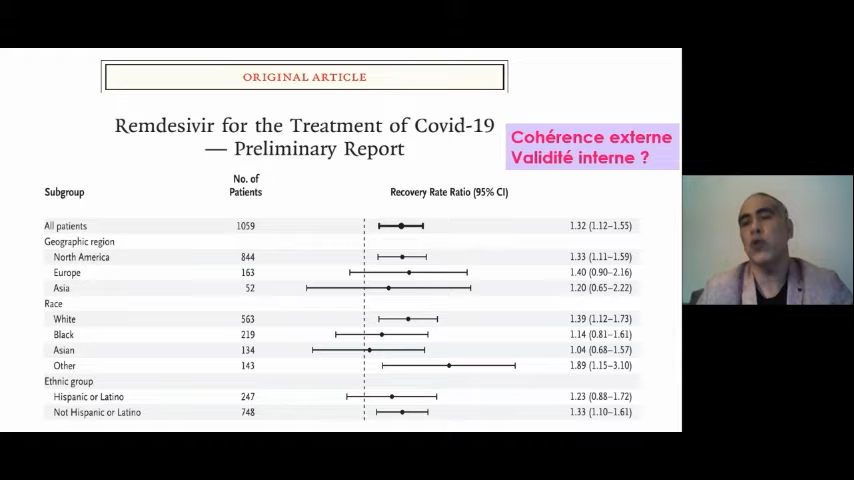 ORIGINAL ARTICLE
Remdesivir for the Treatment of Covid-19
— Preliminary Report
Cohérence externe
Validité interne ?
Subgroup No. of Patients Recovery Rate Ratio (95% CI)
All patients 1059 1.32 (1.12–1.55)
Geographic region
North America 844 1.33 (1.11–1.59)
Europe 163 1.40 (0.90–2.16)
Asia 52 1.20 (0.65–2.22)
Race
White 563 1.39 (1.12–1.73)
Black 219 1.14 (0.81–1.61)
Asian 134 1.04 (0.68–1.57)
Other 143 1.89 (1.15–3.10)
Ethnic group
Hispanic or Latino 247 1.23 (0.88–1.72)
Not Hispanic or Latino 748 1.33 (1.10–1.61)